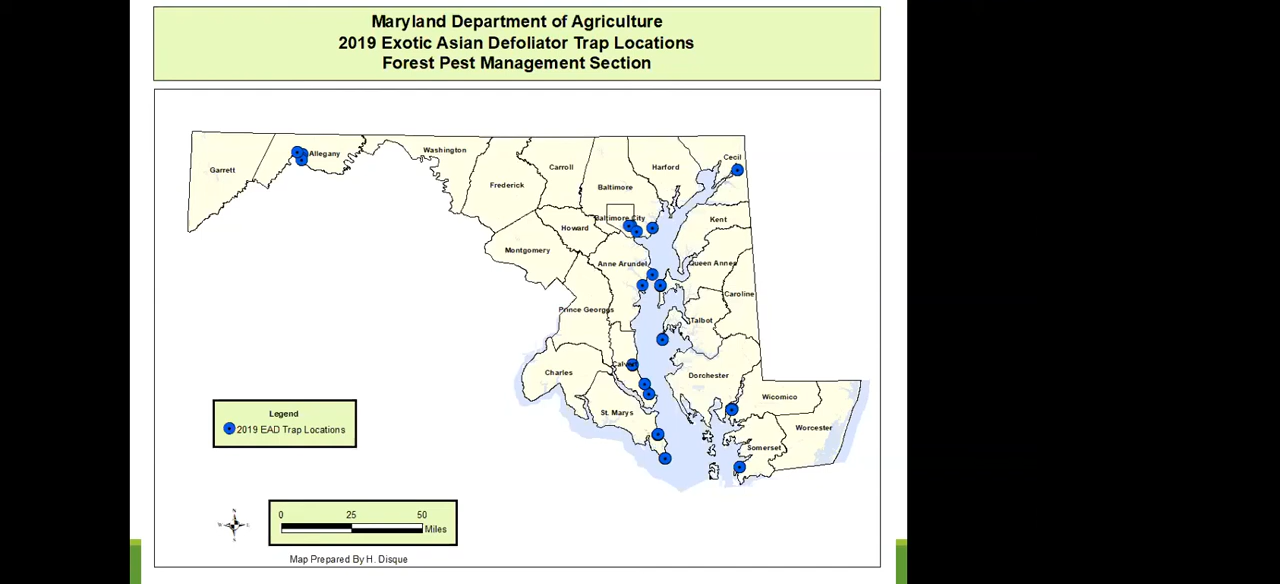 Maryland Department of Agriculture
2019 Exotic Asian Defoliator Trap Locations
Forest Pest Management Section
Garrett
Allegany
Washington
Frederick
Carroll
Baltimore
Harford
Cecil
Baltimore City
Howard
Kent
Montgomery
Anne Arundel
Queen Annes
Caroline
Prince Georges
Talbot
Charles
Dorchester
Wicomico
St. Marys
Somerset
Worcester
Legend
2019 EAD Trap Locations
0 25 50
Miles
Map Prepared By H. Disque